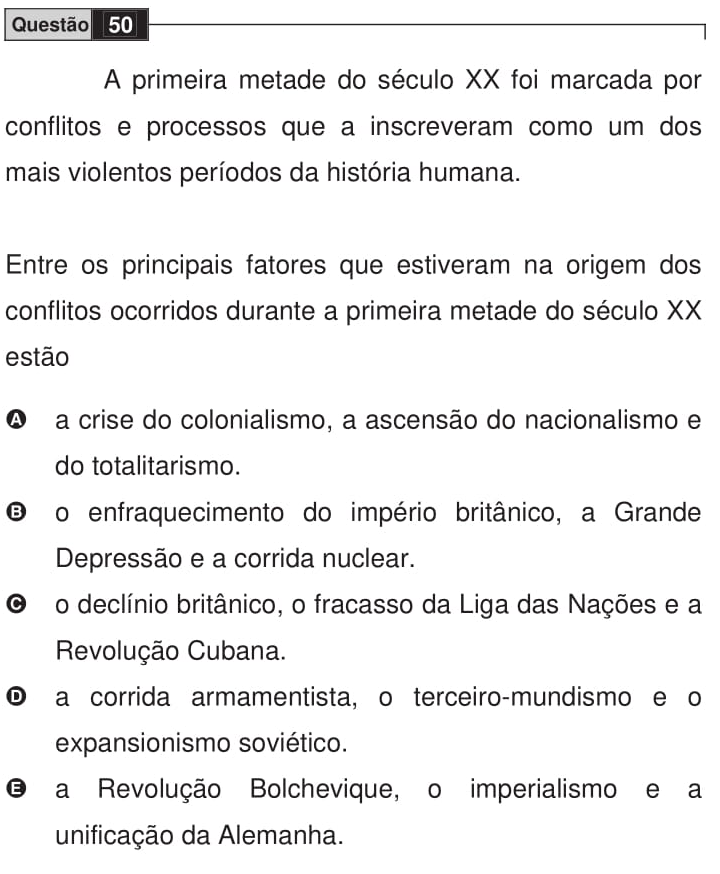 Questão 50
A primeira metade do século XX foi marcada por
conflitos e processos que a inscreveram como um dos
mais violentos períodos da história humana.
Entre os principais fatores que estiveram na origem dos
conflitos ocorridos durante a primeira metade do século XX
estão
A a crise do colonialismo, a ascensão do nacionalismo e
do totalitarismo.
B o enfraquecimento do império britânico, a Grande
Depressão e a corrida nuclear.
C o declínio britânico, o fracasso da Liga das Nações e a
Revolução Cubana.
D a corrida armamentista, o terceiro-mundismo e o
expansionismo soviético.
E a Revolução Bolchevique, o imperialismo e a
unificação da Alemanha.